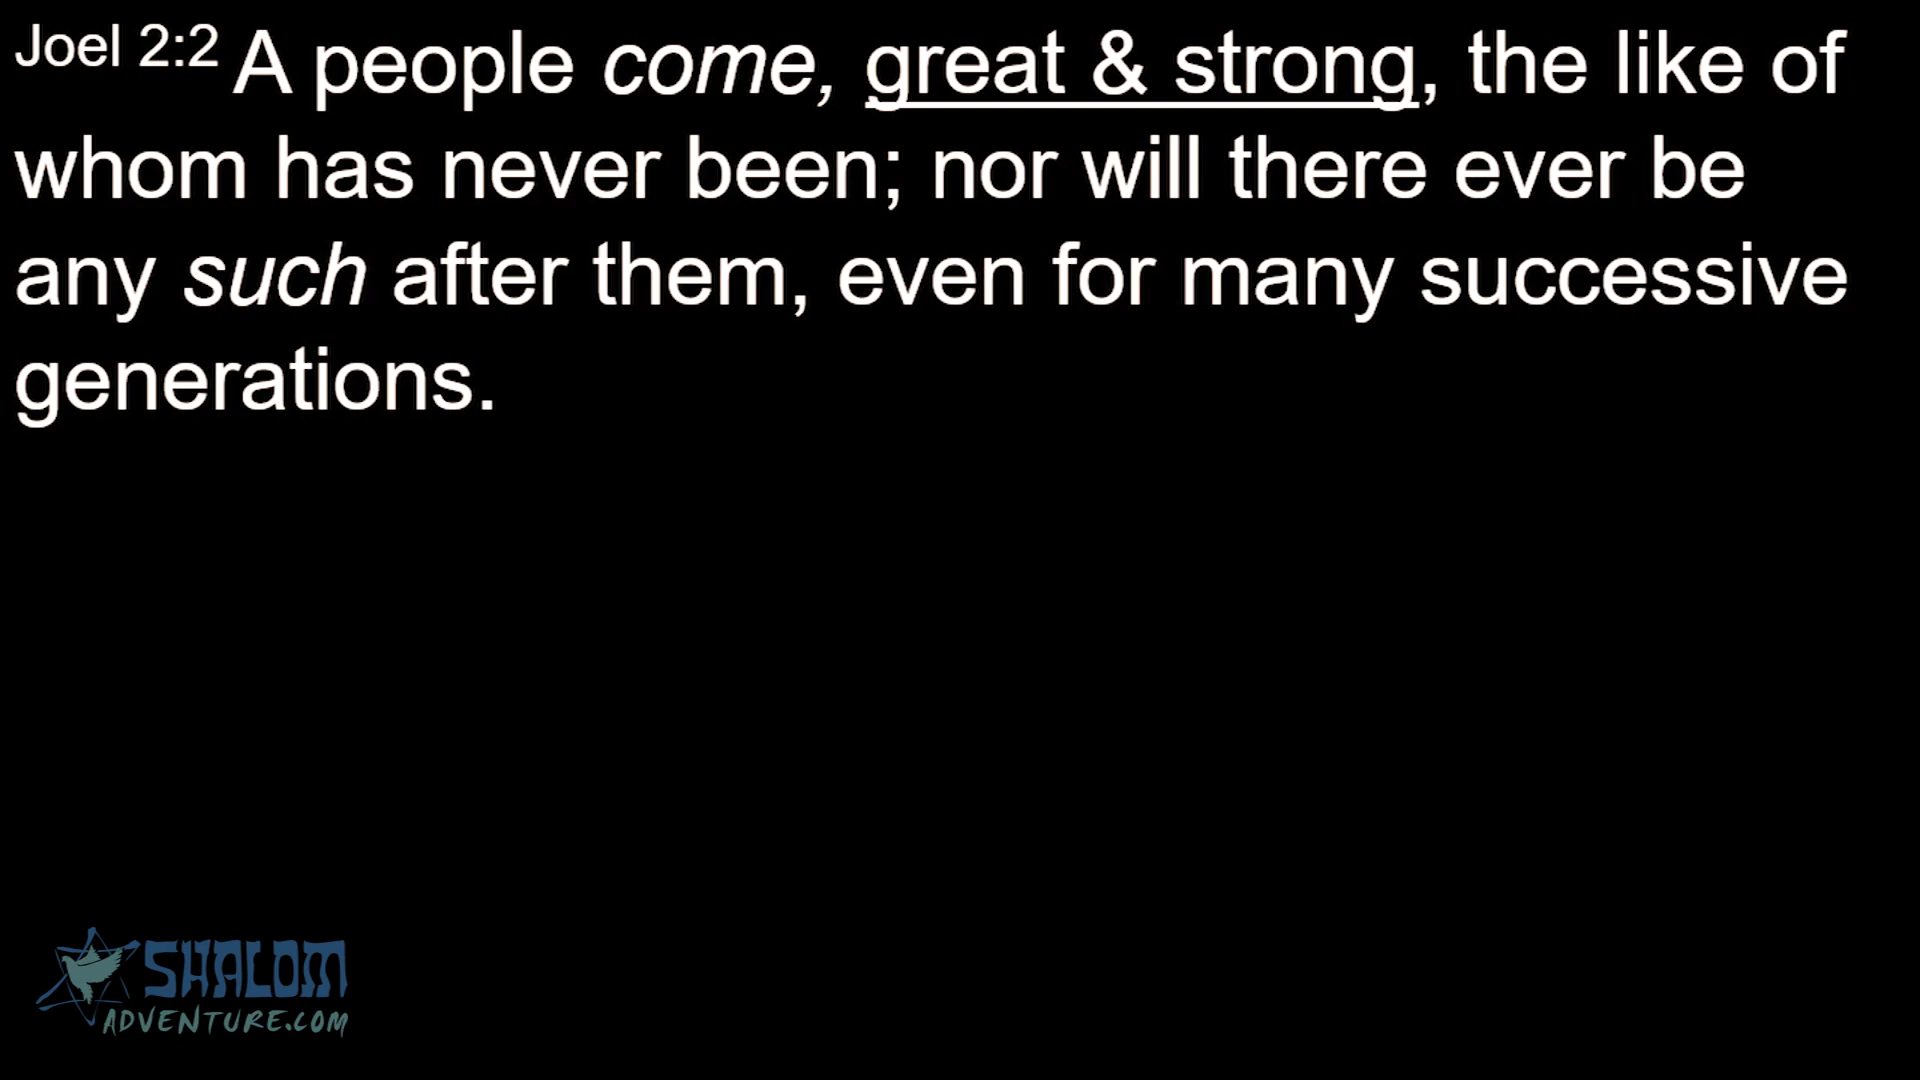 Joel 2:2 A people come, great & strong, the like of
whom has never been; nor will there ever be
any such after them, even for many successive
generations.
SHALOM
ADVENTURE.COM